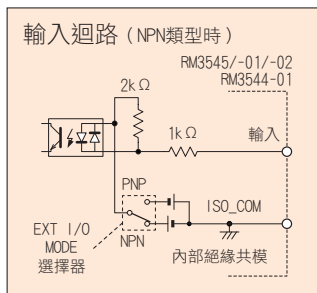 輸入迴路（NPN類型時）
RM3545/-01/-02
RM3544-01
2kΩ
1kΩ
輸入
PNP
ISO_COM
EXT I/O
MODE
選擇器
NPN
內部絕緣共模